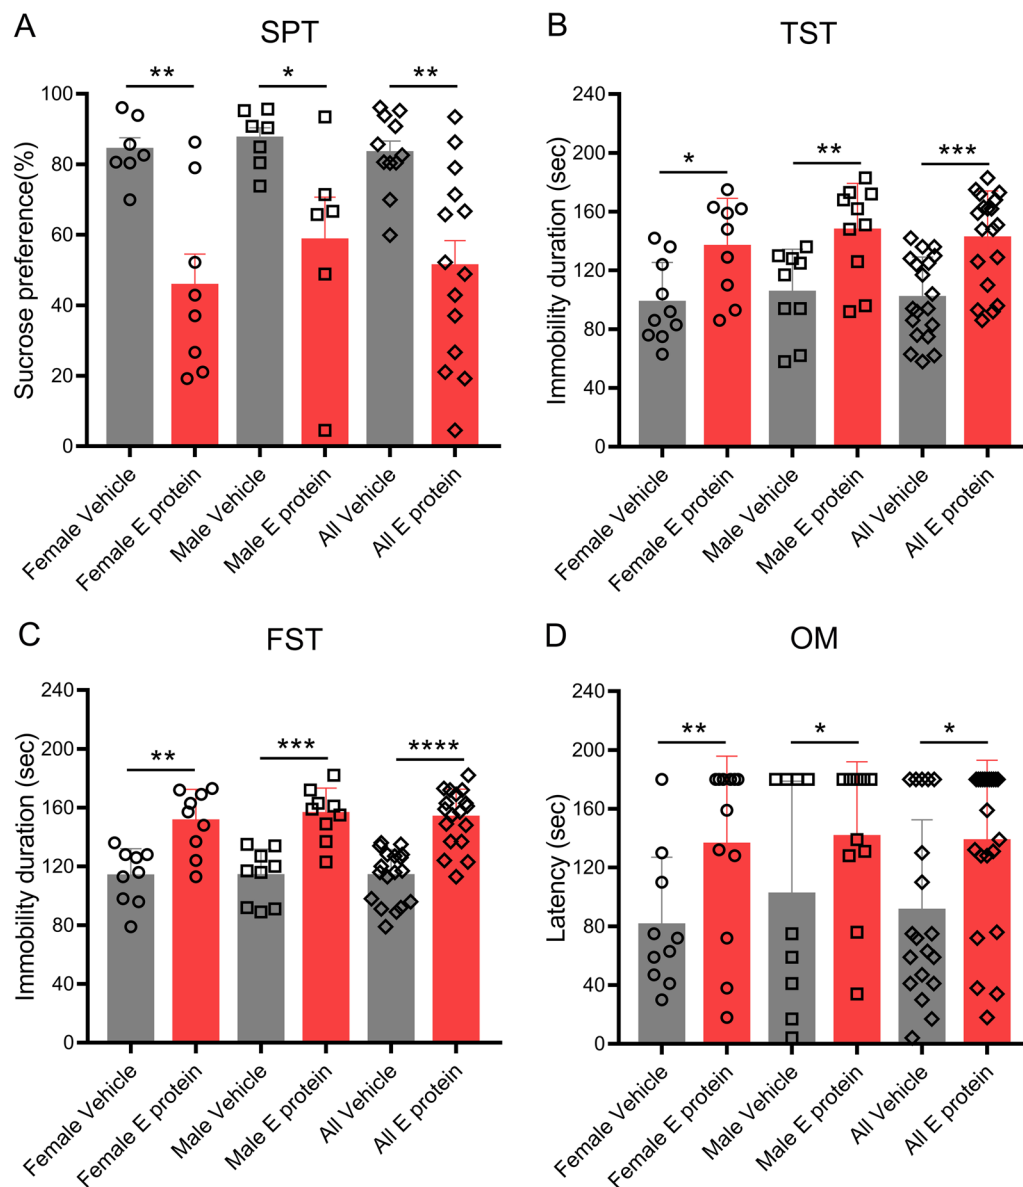 A
SPT
Sucrose preference(%)
** * **
100
80
60
40
20
0
Female Vehicle
Female E protein
Male Vehicle
Male E protein
All Vehicle
All E protein
B
TST
Immobility duration (sec)
* ** ***
240
200
160
120
80
40
0
Female Vehicle
Female E protein
Male Vehicle
Male E protein
All Vehicle
All E protein
C
FST
Immobility duration (sec)
** *** ****
240
200
160
120
80
40
0
Female Vehicle
Female E protein
Male Vehicle
Male E protein
All Vehicle
All E protein
D
OM
Latency (sec)
** * *
240
200
160
120
80
40
0
Female Vehicle
Female E protein
Male Vehicle
Male E protein
All Vehicle
All E protein